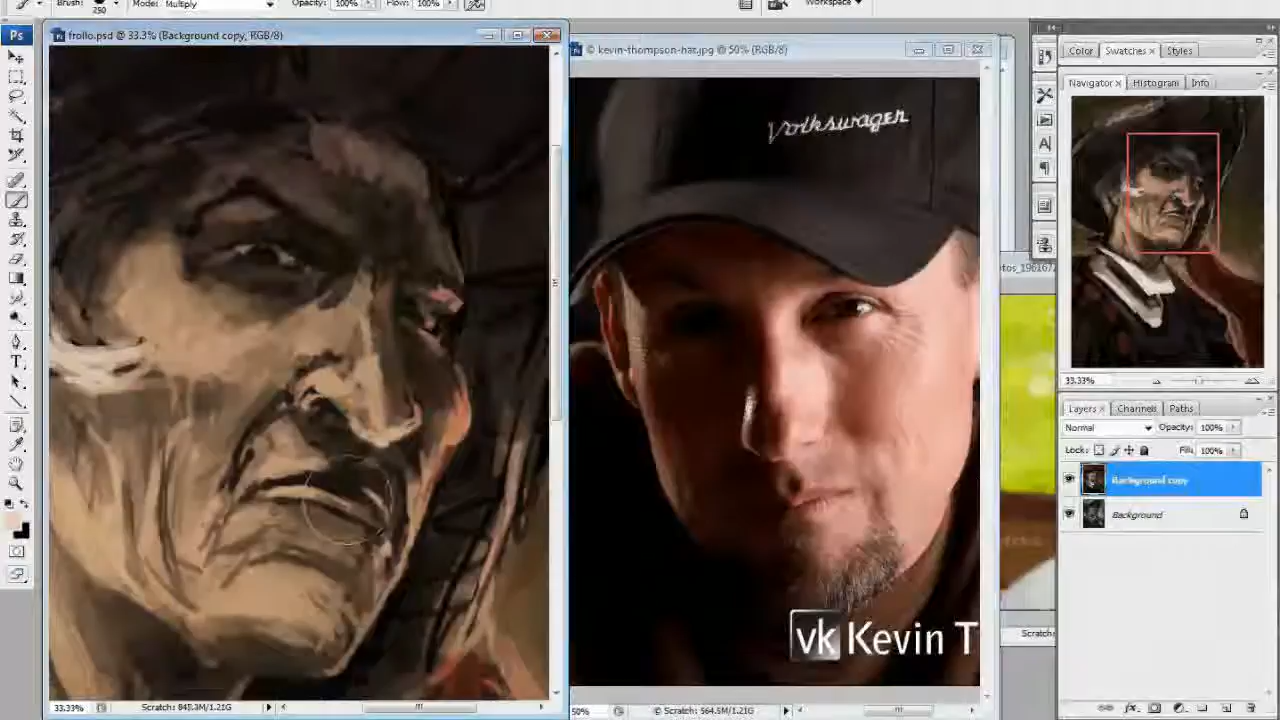 Brush: 250 Mode: Multiply Opacity: 100% Flow: 100% Workspace
frollo.psd @ 33.3% (Background copy, RGB/8)
© kevin-thompson-hat.jpg @ 50% (RGB/8)
Ps
Color Swatches Styles
Navigator Histogram Info
Volkswagen
33.33%
Layers Channels Paths
Normal Opacity: 100%
Lock: Fill: 100%
Background copy
Background
vk Kevin T
Scratch:
33.33% Scratch: 848.3M/1.21G
50% Scratch: 564.5M/1.21G